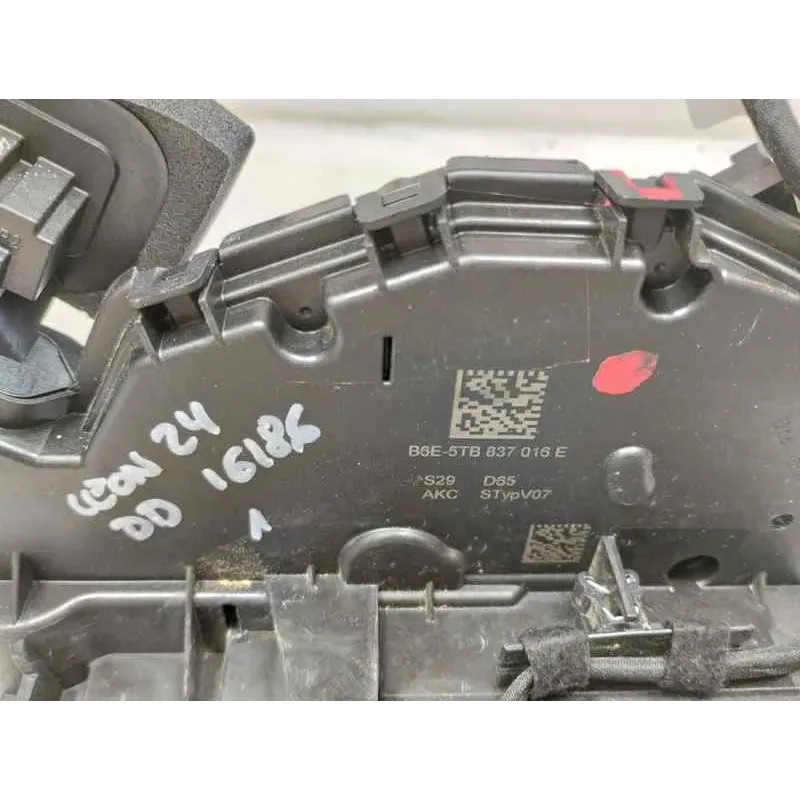 LEON 24
DD 16186
1
B6E-5TB 837 016 E
S29 D65
AKC STypV07